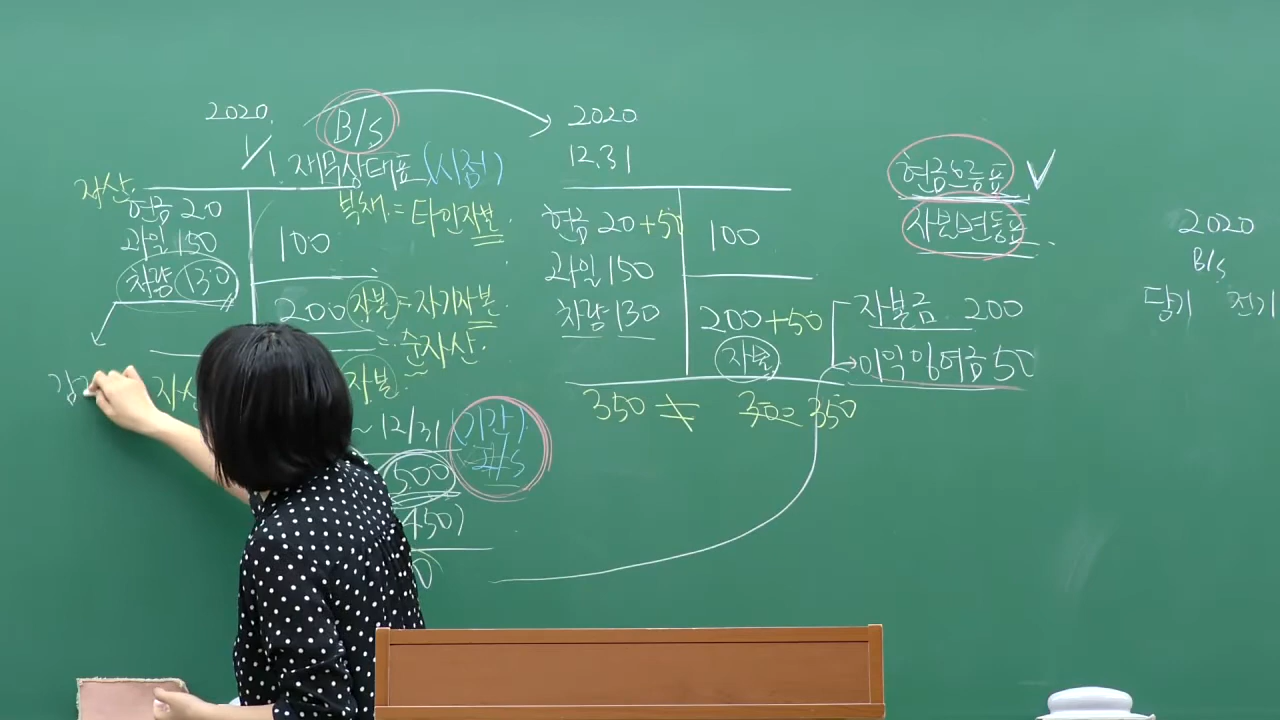 2020.
1/1.
B/S
재무상태표 (시점)
자산
현금 20
과일 150
차량 130
100
200
부채 = 타인자본.
자본 = 자기자본.
= 순자산.
자본.
~ 12/31
(기간)
I/S
500
450)
0
2020
12.31
현금 20+50
과일 150
차량 130
100
200+50
자본
350 ≠ 300= 350
현금흐름표 V
자본변동표.
자본금 200
이익잉여금 50
2020
B/S
당기 전기